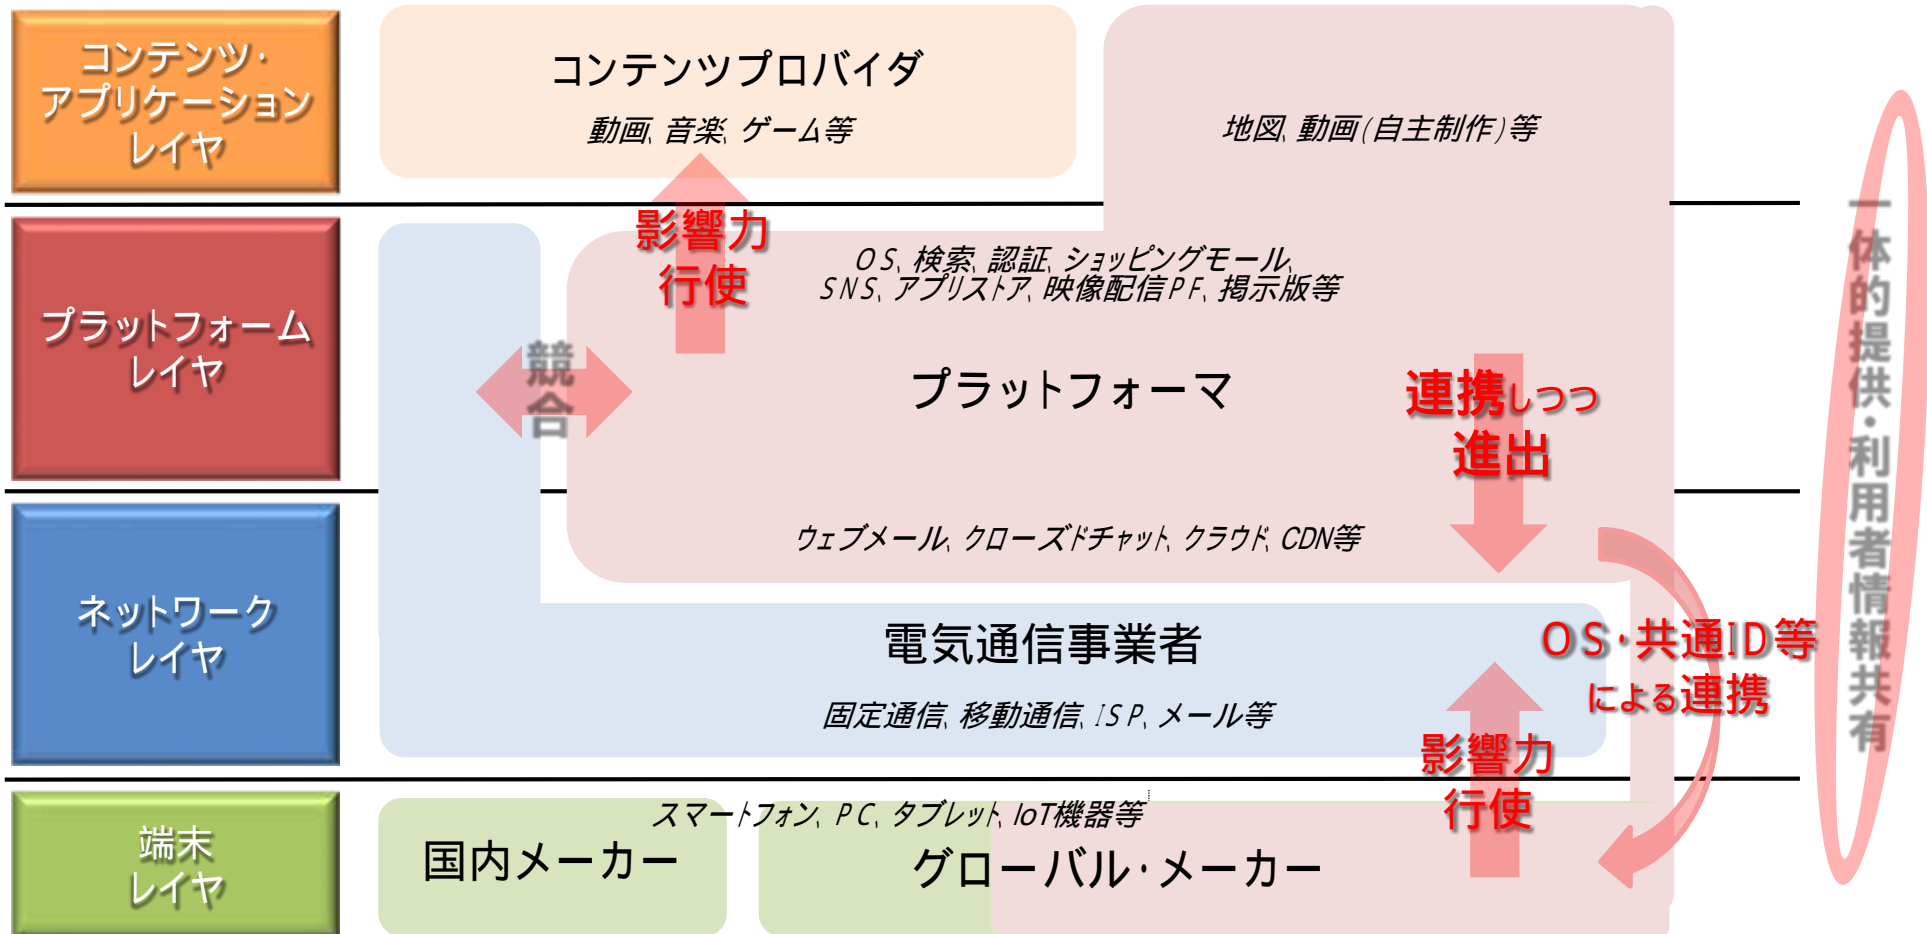 コンテンツ・
アプリケーション
レイヤ
コンテンツプロバイダ
動画、音楽、ゲーム等
地図、動画(自主制作)等
影響力
行使
プラットフォーム
レイヤ
OS、検索、認証、ショッピングモール、
SNS、アプリストア、映像配信PF、掲示版等
競合
プラットフォーマ
連携しつつ
進出
ウェブメール、クローズドチャット、クラウド、CDN等
ネットワーク
レイヤ
電気通信事業者
固定通信、移動通信、ISP、メール等
OS・共通ID等
による連携
影響力
行使
端末
レイヤ
スマートフォン、PC、タブレット、IoT機器等
国内メーカー
グローバル・メーカー
一体的提供・利用者情報共有